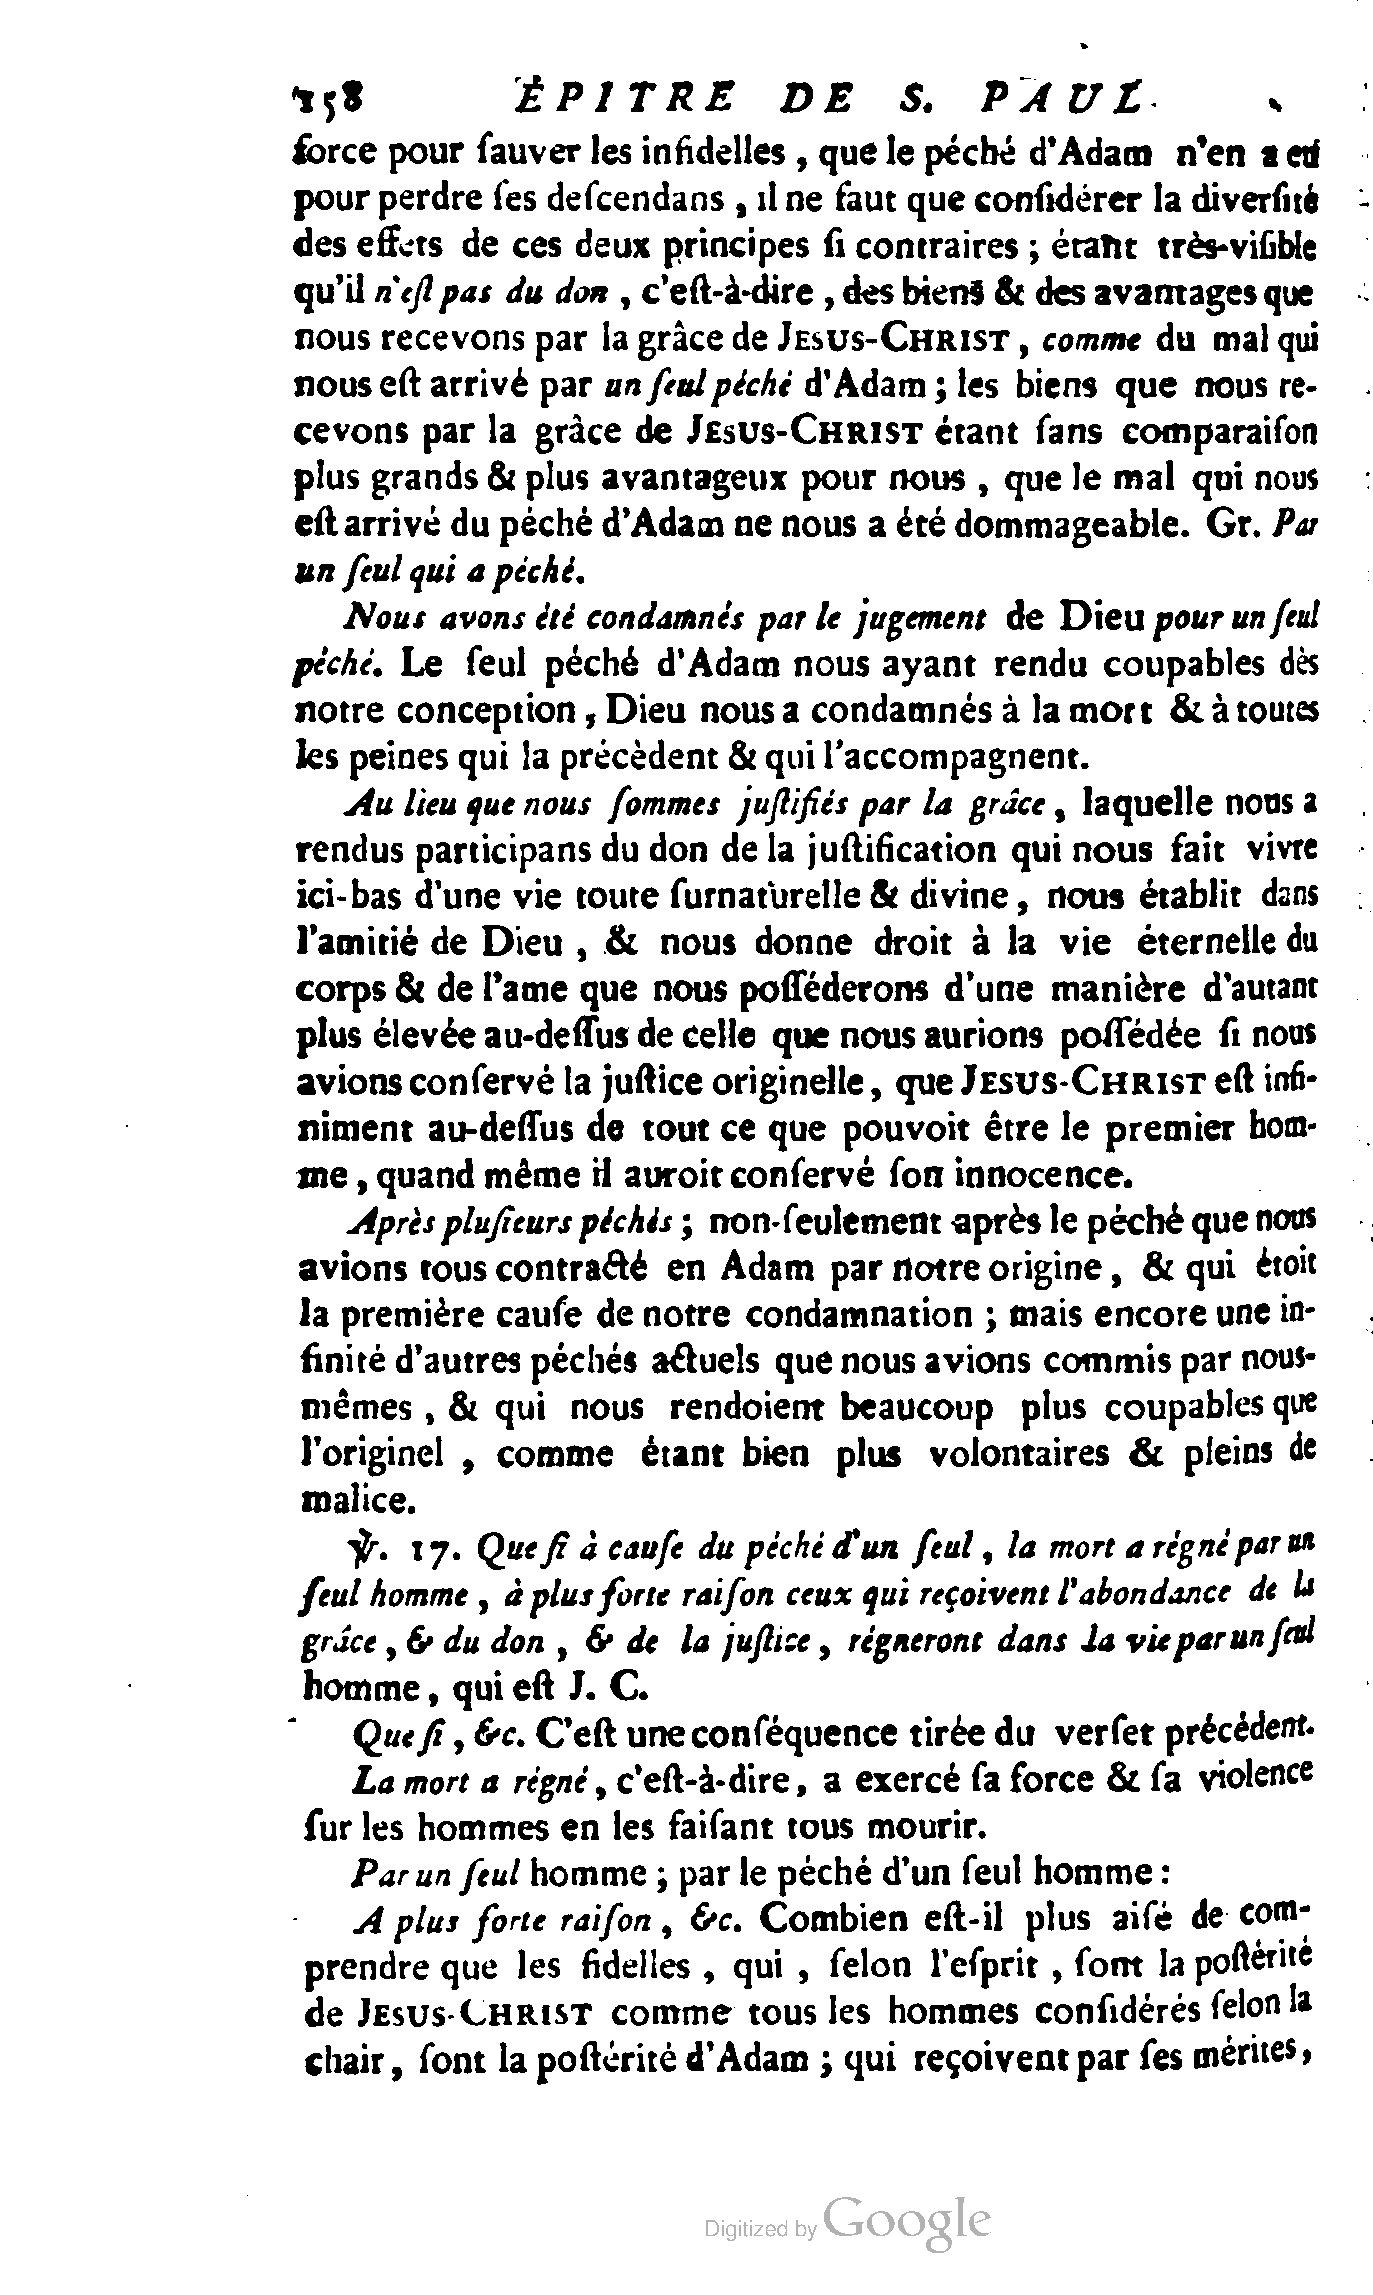 158 ÉPITRE DE S. PAUL
force pour ſauver les infidelles , que le péché d'Adam n'en a eu
pour perdre ſes deſcendans , il ne faut que conſidérer la diverſité
des effets de ces deux principes ſi contraires ; étant très-viſible
qu'il n'eſt pas du don , c'eſt-à-dire , des biens & des avantages que
nous recevons par la grâce de JESUS-CHRIST , comme du mal qui
nous eſt arrivé par un ſeul péché d'Adam ; les biens que nous re-
cevons par la grâce de JESUS-CHRIST étant ſans comparaiſon
plus grands & plus avantageux pour nous , que le mal qui nous
eſt arrivé du péché d'Adam ne nous a été dommageable. Gr. Par
un ſeul qui a péché.
Nous avons été condamnés par le jugement de Dieu pour un ſeul
péché. Le ſeul péché d'Adam nous ayant rendu coupables dès
notre conception , Dieu nous a condamnés à la mort & à toutes
les peines qui la précèdent & qui l'accompagnent.
Au lieu que nous ſommes juſtifiés par la grâce , laquelle nous a
rendus participans du don de la juſtification qui nous fait vivre
ici-bas d'une vie toute ſurnaturelle & divine , nous établit dans
l'amitié de Dieu , & nous donne droit à la vie éternelle du
corps & de l'ame que nous poſſéderons d'une manière d'autant
plus élevée au-deſſus de celle que nous aurions poſſédée ſi nous
avions conſervé la juſtice originelle , que JESUS-CHRIST eſt infi-
niment au-deſſus de tout ce que pouvoit être le premier hom-
me , quand même il auroit conſervé ſon innocence.
Après pluſieurs péchés ; non-ſeulement après le péché que nous
avions tous contracté en Adam par notre origine , & qui étoit
la première cauſe de notre condamnation ; mais encore une in-
finité d'autres péchés actuels que nous avions commis par nous-
mêmes , & qui nous rendoient beaucoup plus coupables que
l'originel , comme étant bien plus volontaires & pleins de
malice.
℣. 17. Que ſi à cauſe du péché d'un ſeul , la mort a régné par un
ſeul homme , à plus forte raiſon ceux qui reçoivent l'abondance de la
grâce , & du don , & de la juſtice , régneront dans la vie par un ſeul
homme , qui eſt J. C.
Que ſi , &c. C'eſt une conſéquence tirée du verſet précédent.
La mort a régné , c'eſt-à-dire , a exercé ſa force & ſa violence
ſur les hommes en les faiſant tous mourir.
Par un ſeul homme ; par le péché d'un ſeul homme :
A plus forte raiſon , &c. Combien eſt-il plus aiſé de com-
prendre que les fidelles , qui , ſelon l'eſprit , ſont la poſtérité
de JESUS-CHRIST comme tous les hommes conſidérés ſelon la
chair , ſont la poſtérité d'Adam ; qui reçoivent par ſes mérites ,
Digitized by Google